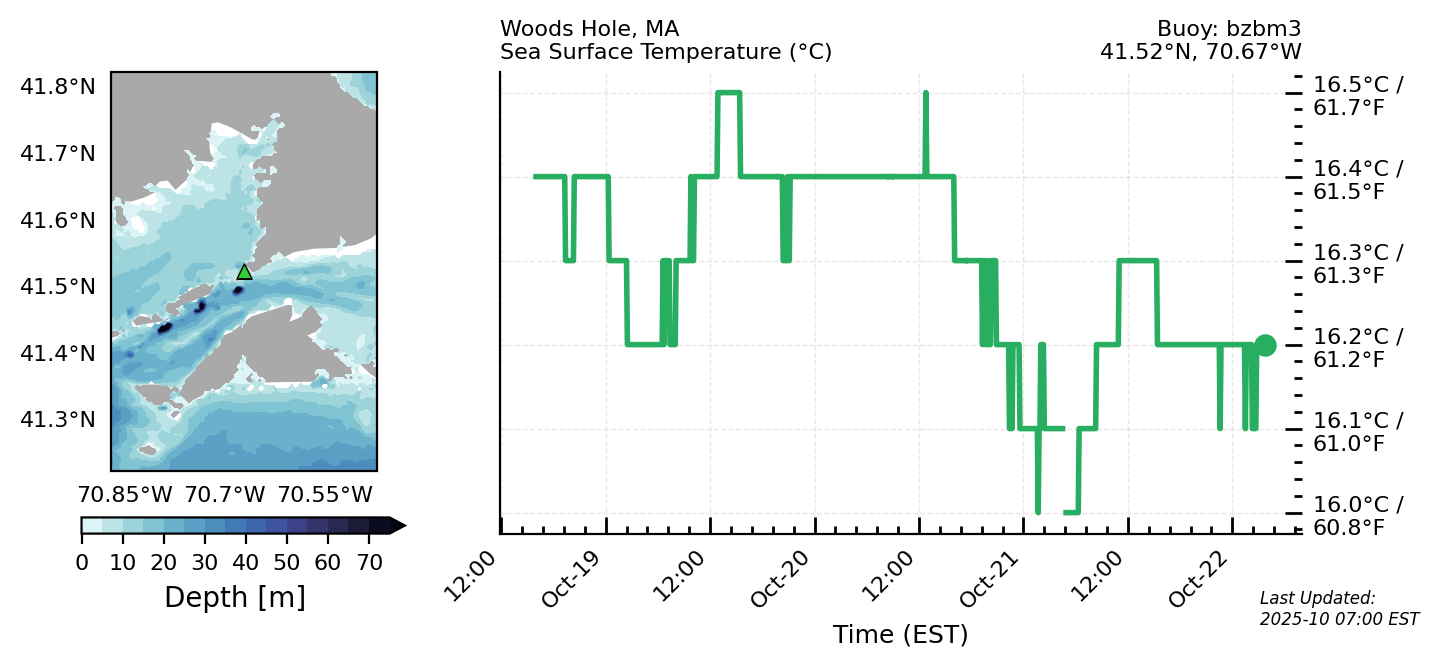 Woods Hole, MA
Sea Surface Temperature (°C)
Buoy: bzbm3
41.52°N, 70.67°W
41.8°N
41.7°N
41.6°N
41.5°N
41.4°N
41.3°N
70.85°W 70.7°W 70.55°W
0 10 20 30 40 50 60 70
Depth [m]
16.5°C /
61.7°F
16.4°C /
61.5°F
16.3°C /
61.3°F
16.2°C /
61.2°F
16.1°C /
61.0°F
16.0°C /
60.8°F
12:00 Oct-19 12:00 Oct-20 12:00 Oct-21 12:00 Oct-22
Time (EST)
Last Updated:
2025-10 07:00 EST